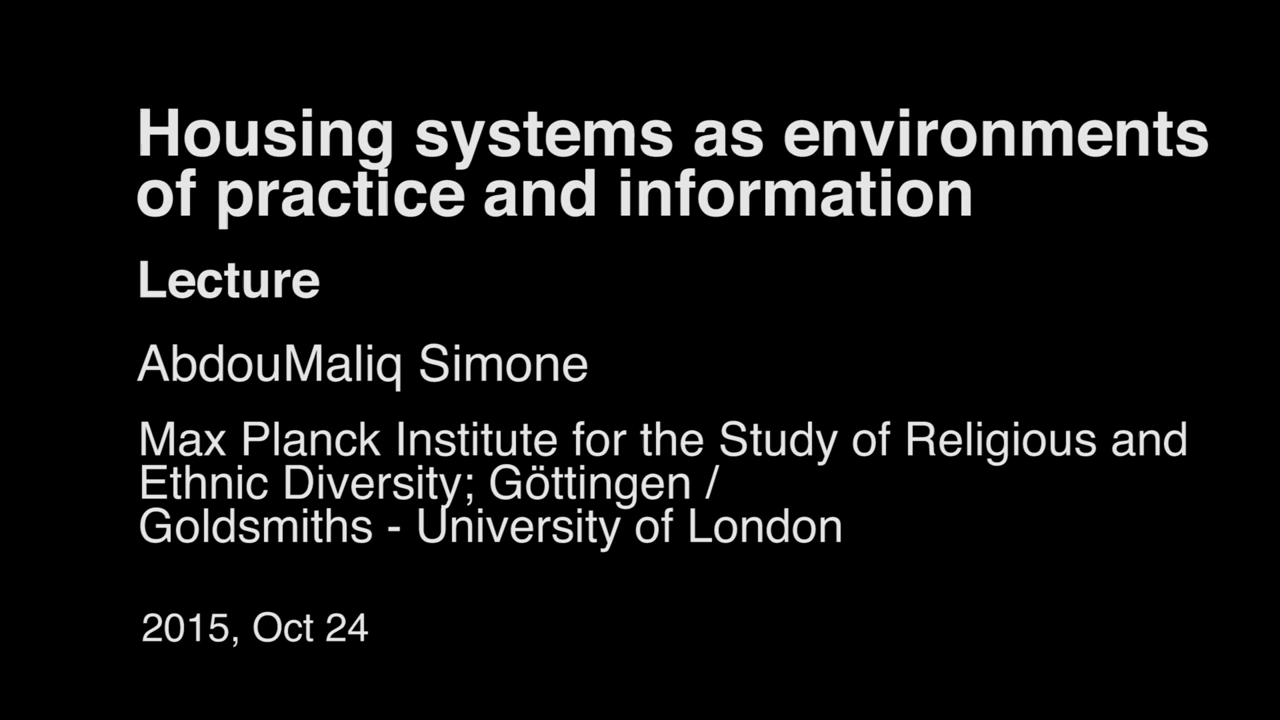 Housing systems as environments
of practice and information
Lecture
AbdouMaliq Simone
Max Planck Institute for the Study of Religious and
Ethnic Diversity; Göttingen /
Goldsmiths - University of London
2015, Oct 24